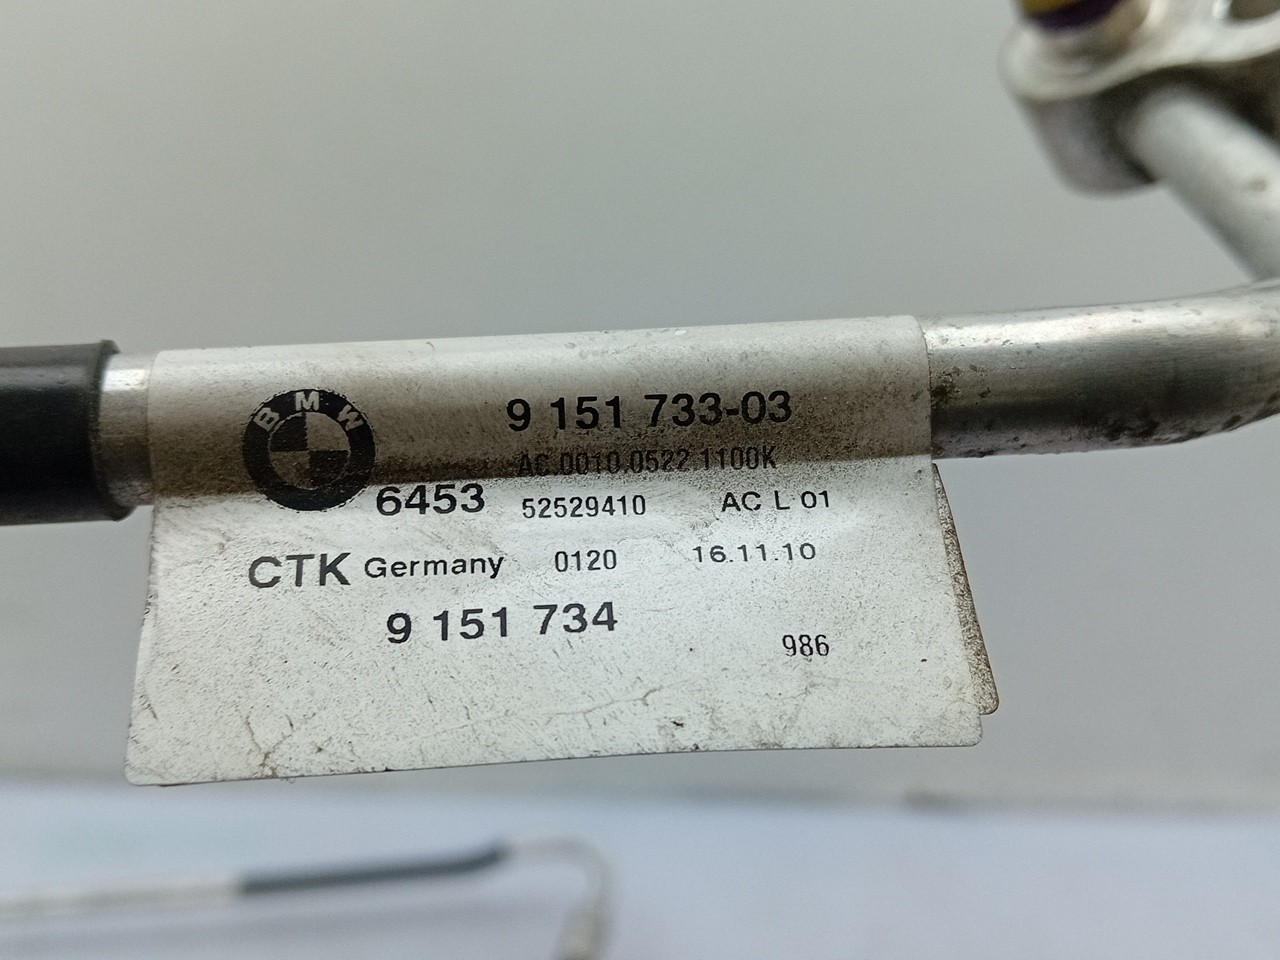 BMW
9 151 733-03
AC.0010.0522.1100K
6453 52529410 AC L 01
CTK Germany 0120 16.11.10
9 151 734
986